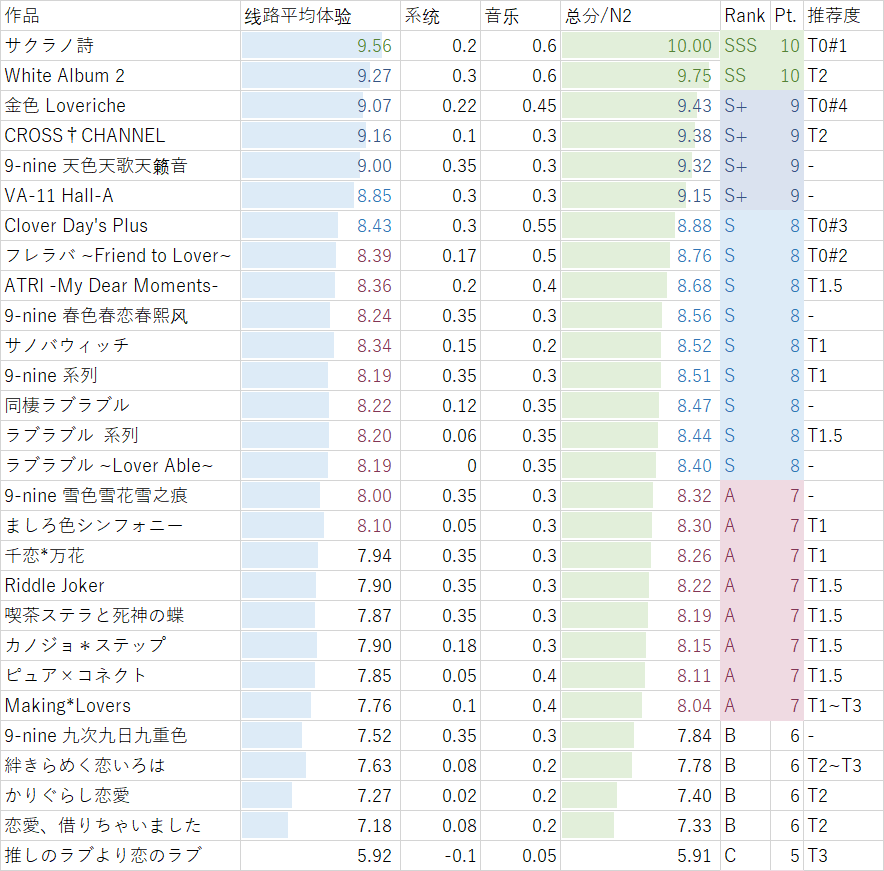 作品 线路平均体验 系统 音乐 总分/N2 Rank Pt. 推荐度
サクラノ詩 9.56 0.2 0.6 10.00 SSS 10 T0#1
White Album 2 9.27 0.3 0.6 9.75 SS 10 T2
金色 Loveriche 9.07 0.22 0.45 9.43 S+ 9 T0#4
CROSS†CHANNEL 9.16 0.1 0.3 9.38 S+ 9 T2
9-nine 天色天歌天籁音 9.00 0.35 0.3 9.32 S+ 9 -
VA-11 Hall-A 8.85 0.3 0.3 9.15 S+ 9 -
Clover Day's Plus 8.43 0.3 0.55 8.88 S 8 T0#3
フレラバ ~Friend to Lover~ 8.39 0.17 0.5 8.76 S 8 T0#2
ATRI -My Dear Moments- 8.36 0.2 0.4 8.68 S 8 T1.5
9-nine 春色春恋春熙风 8.24 0.35 0.3 8.56 S 8 -
サノバウィッチ 8.34 0.15 0.2 8.52 S 8 T1
9-nine 系列 8.19 0.35 0.3 8.51 S 8 T1
同棲ラブラブル 8.22 0.12 0.35 8.47 S 8 -
ラブラブル 系列 8.20 0.06 0.35 8.44 S 8 T1.5
ラブラブル ~Lover Able~ 8.19 0 0.35 8.40 S 8 -
9-nine 雪色雪花雪之痕 8.00 0.35 0.3 8.32 A 7 -
ましろ色シンフォニー 8.10 0.05 0.3 8.30 A 7 T1
千恋*万花 7.94 0.35 0.3 8.26 A 7 T1
Riddle Joker 7.90 0.35 0.3 8.22 A 7 T1.5
喫茶ステラと死神の蝶 7.87 0.35 0.3 8.19 A 7 T1.5
カノジョ＊ステップ 7.90 0.18 0.3 8.15 A 7 T1.5
ピュア×コネクト 7.85 0.05 0.4 8.11 A 7 T1.5
Making*Lovers 7.76 0.1 0.4 8.04 A 7 T1~T3
9-nine 九次九日九重色 7.52 0.35 0.3 7.84 B 6 -
絆きらめく恋いろは 7.63 0.08 0.2 7.78 B 6 T2~T3
かりぐらし恋愛 7.27 0.02 0.2 7.40 B 6 T2
恋愛、借りちゃいました 7.18 0.08 0.2 7.33 B 6 T2
推しのラブより恋のラブ 5.92 -0.1 0.05 5.91 C 5 T3